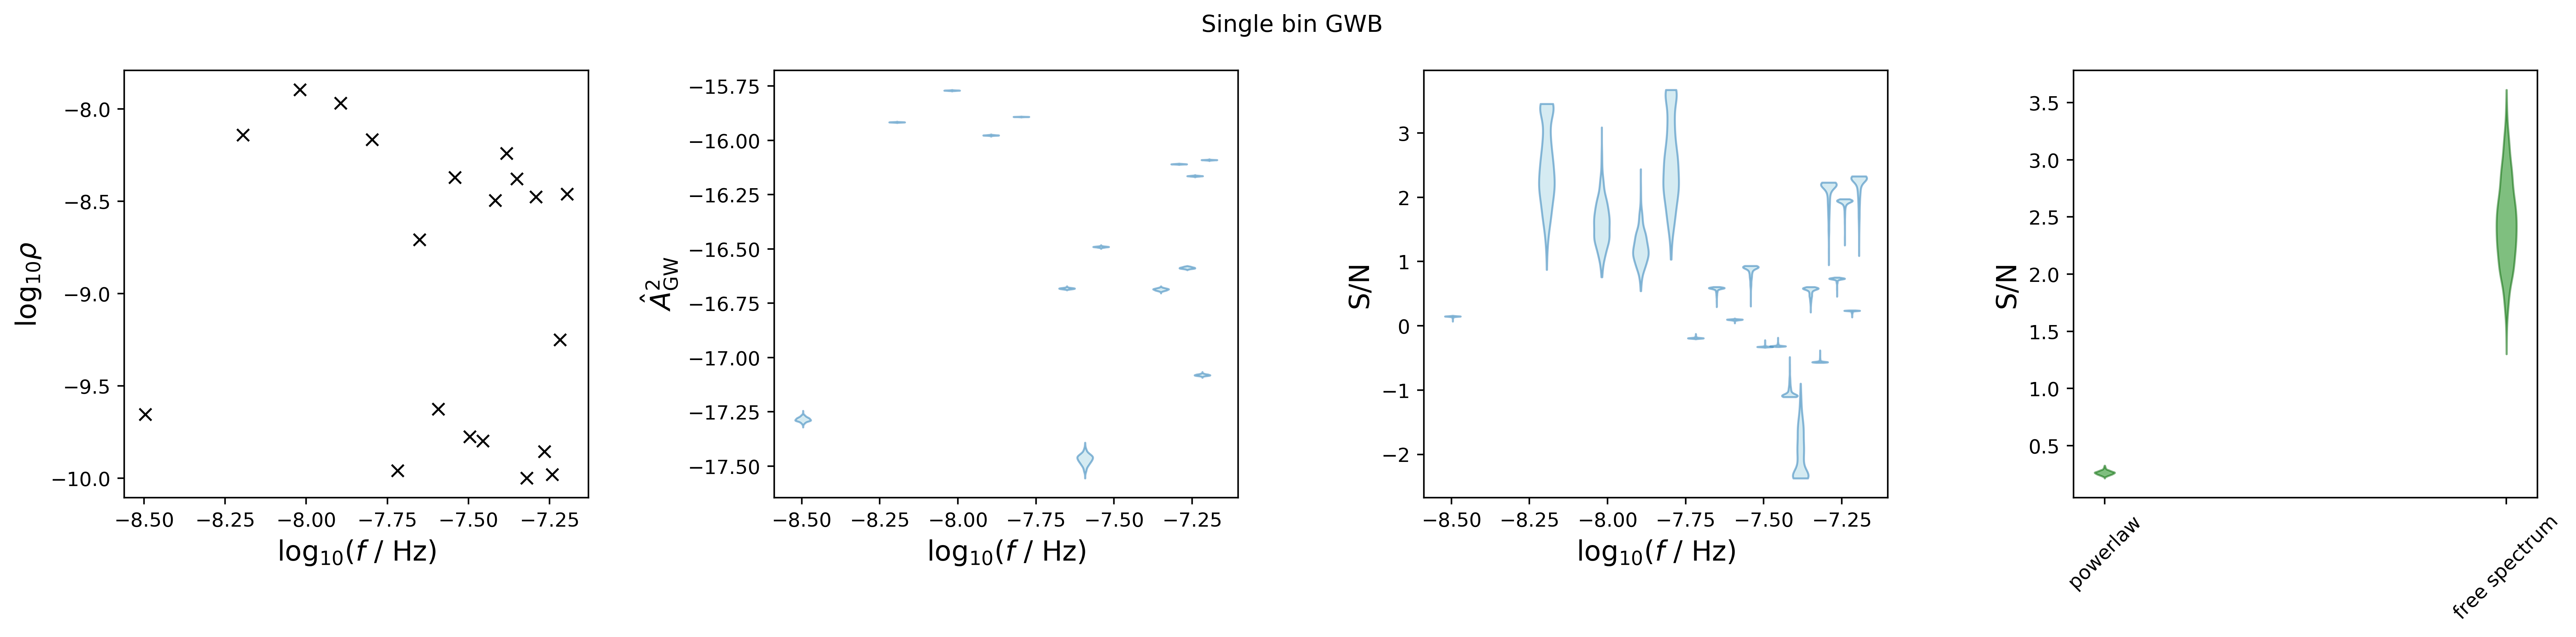 Single bin GWB
log₁₀ρ
−8.0
−8.5
−9.0
−9.5
−10.0
−8.50 −8.25 −8.00 −7.75 −7.50 −7.25
log₁₀(f / Hz)
Â²_GW
−15.75
−16.00
−16.25
−16.50
−16.75
−17.00
−17.25
−17.50
−8.50 −8.25 −8.00 −7.75 −7.50 −7.25
log₁₀(f / Hz)
S/N
3
2
1
0
−1
−2
−8.50 −8.25 −8.00 −7.75 −7.50 −7.25
log₁₀(f / Hz)
S/N
3.5
3.0
2.5
2.0
1.5
1.0
0.5
powerlaw
free spectrum